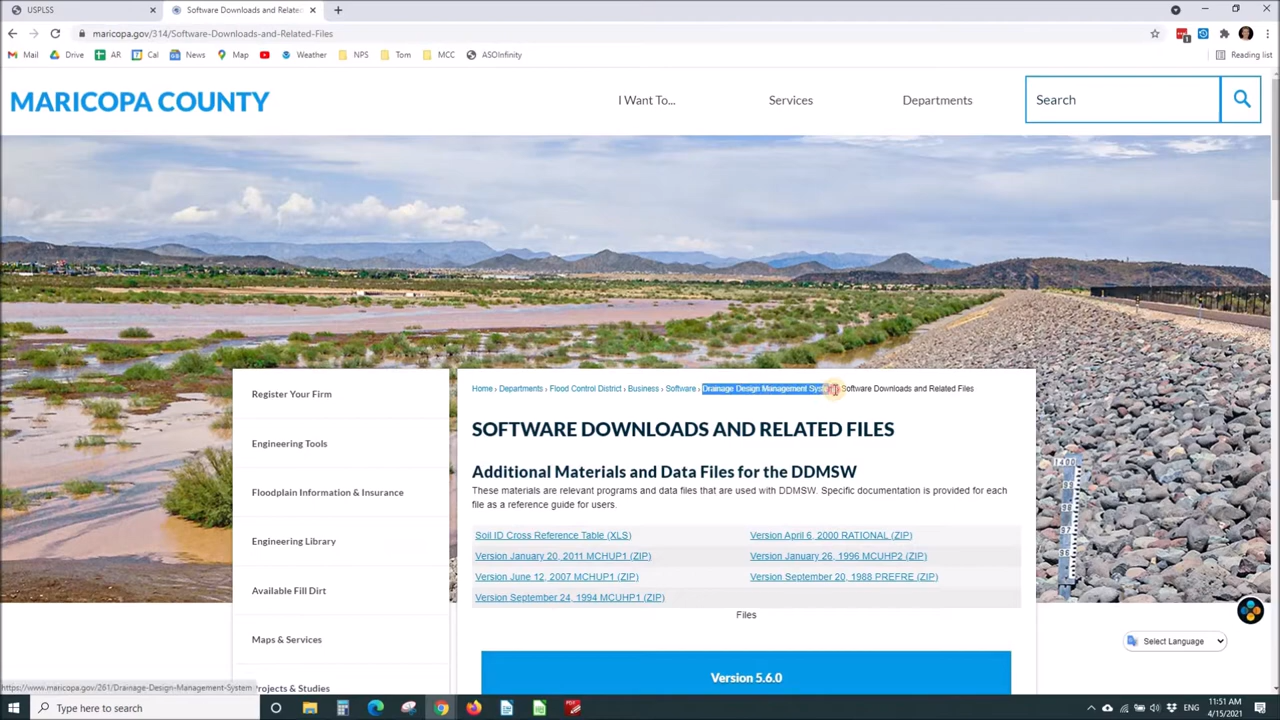 USPLSS
Software Downloads and Relate
maricopa.gov/314/Software-Downloads-and-Related-Files
Mail
Drive
AR
Cal
News
Map
Weather
NPS
Tom
MCC
ASOInfinity
Reading list
MARICOPA COUNTY
I Want To...
Services
Departments
Search
Register Your Firm
Engineering Tools
Floodplain Information & Insurance
Engineering Library
Available Fill Dirt
Maps & Services
Projects & Studies
Home › Departments › Flood Control District › Business › Software › Drainage Design Management System › Software Downloads and Related Files
SOFTWARE DOWNLOADS AND RELATED FILES
Additional Materials and Data Files for the DDMSW
These materials are relevant programs and data files that are used with DDMSW. Specific documentation is provided for each
file as a reference guide for users.
Soil ID Cross Reference Table (XLS)
Version April 6, 2000 RATIONAL (ZIP)
Version January 20, 2011 MCHUP1 (ZIP)
Version January 26, 1996 MCUHP2 (ZIP)
Version June 12, 2007 MCHUP1 (ZIP)
Version September 20, 1988 PREFRE (ZIP)
Version September 24, 1994 MCUHP1 (ZIP)
Files
Version 5.6.0
1400
99
98
97
Select Language
https://www.maricopa.gov/261/Drainage-Design-Management-System
Type here to search
ENG
11:51 AM
4/15/2021